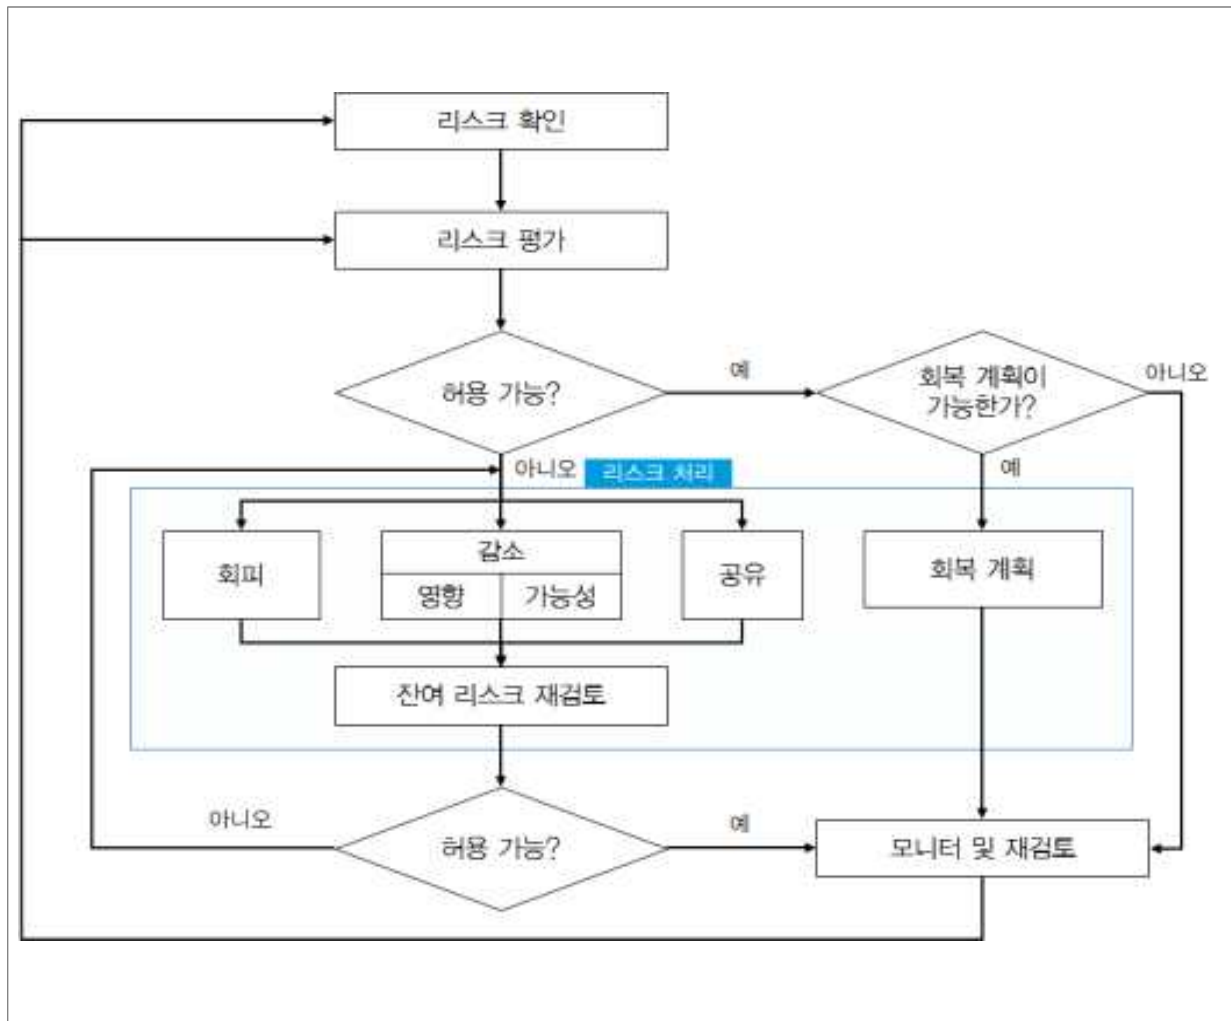 리스크 확인
리스크 평가
허용 가능?
예
회복 계획이
가능한가?
아니오
아니오
리스크 처리
예
회피
감소
영향
가능성
공유
회복 계획
잔여 리스크 재검토
아니오
허용 가능?
예
모니터 및 재검토